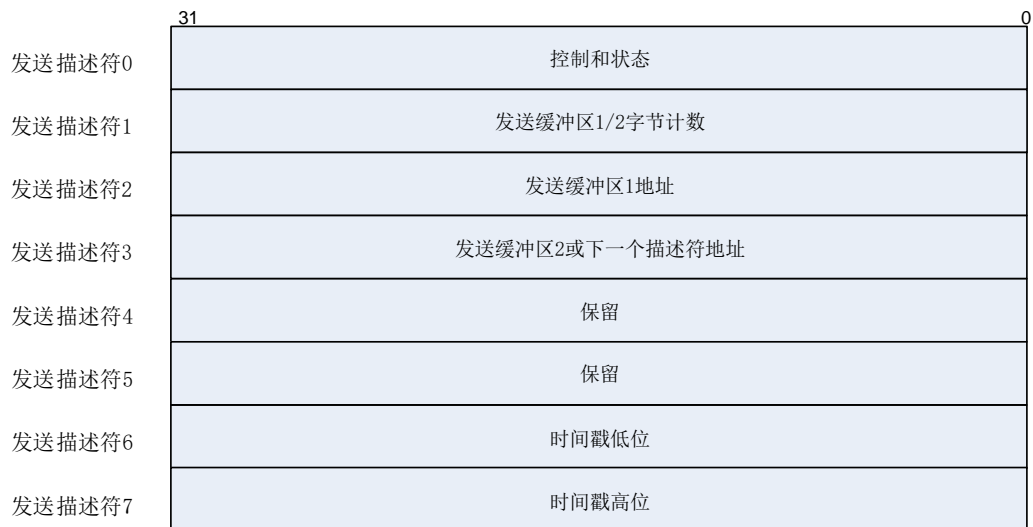 31 0
发送描述符0 控制和状态
发送描述符1 发送缓冲区1/2字节计数
发送描述符2 发送缓冲区1地址
发送描述符3 发送缓冲区2或下一个描述符地址
发送描述符4 保留
发送描述符5 保留
发送描述符6 时间戳低位
发送描述符7 时间戳高位